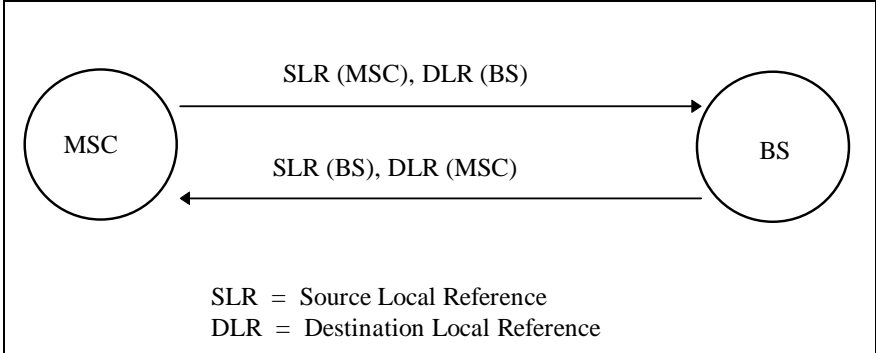 SLR (MSC), DLR (BS)
MSC
BS
SLR (BS), DLR (MSC)
SLR = Source Local Reference
DLR = Destination Local Reference